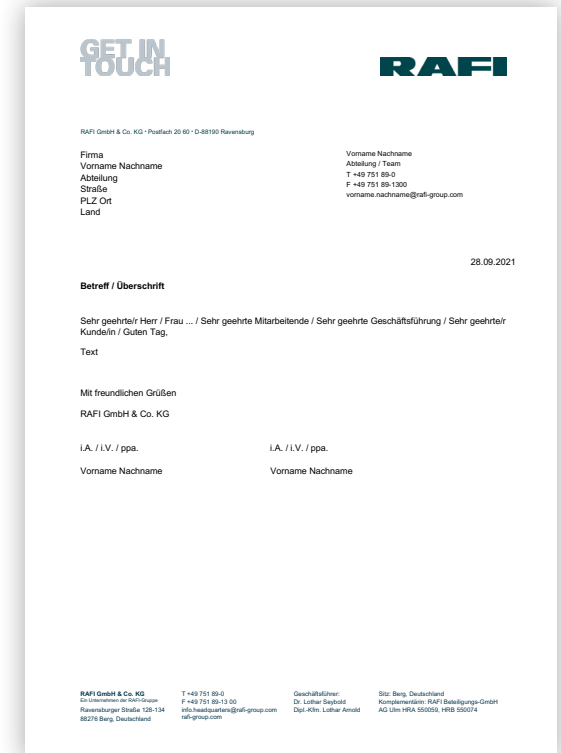 GET IN
TOUCH
RAFI
RAFI GmbH & Co. KG · Postfach 20 60 · D-88190 Ravensburg
Firma
Vorname Nachname
Abteilung
Straße
PLZ Ort
Land
Vorname Nachname
Abteilung / Team
T +49 751 89-0
F +49 751 89-1300
vorname.nachname@rafi-group.com
28.09.2021
Betreff / Überschrift
Sehr geehrte/r Herr / Frau ... / Sehr geehrte Mitarbeitende / Sehr geehrte Geschäftsführung / Sehr geehrte/r
Kunde/in / Guten Tag,
Text
Mit freundlichen Grüßen
RAFI GmbH & Co. KG
i.A. / i.V. / ppa.
i.A. / i.V. / ppa.
Vorname Nachname
Vorname Nachname
RAFI GmbH & Co. KG
Ein Unternehmen der RAFI-Gruppe
Ravensburger Straße 128-134
88276 Berg, Deutschland
T +49 751 89-0
F +49 751 89-13 00
info.headquarters@rafi-group.com
rafi-group.com
Geschäftsführer:
Dr. Lothar Seybold
Dipl.-Kfm. Lothar Arnold
Sitz: Berg, Deutschland
Komplementärin: RAFI Beteiligungs-GmbH
AG Ulm HRA 550059, HRB 550074